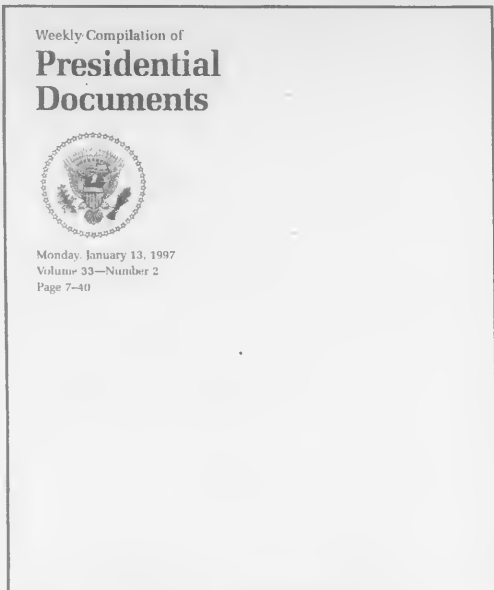 Weekly Compilation of
Presidential
Documents
Monday, January 13, 1997
Volume 33—Number 2
Page 7–40